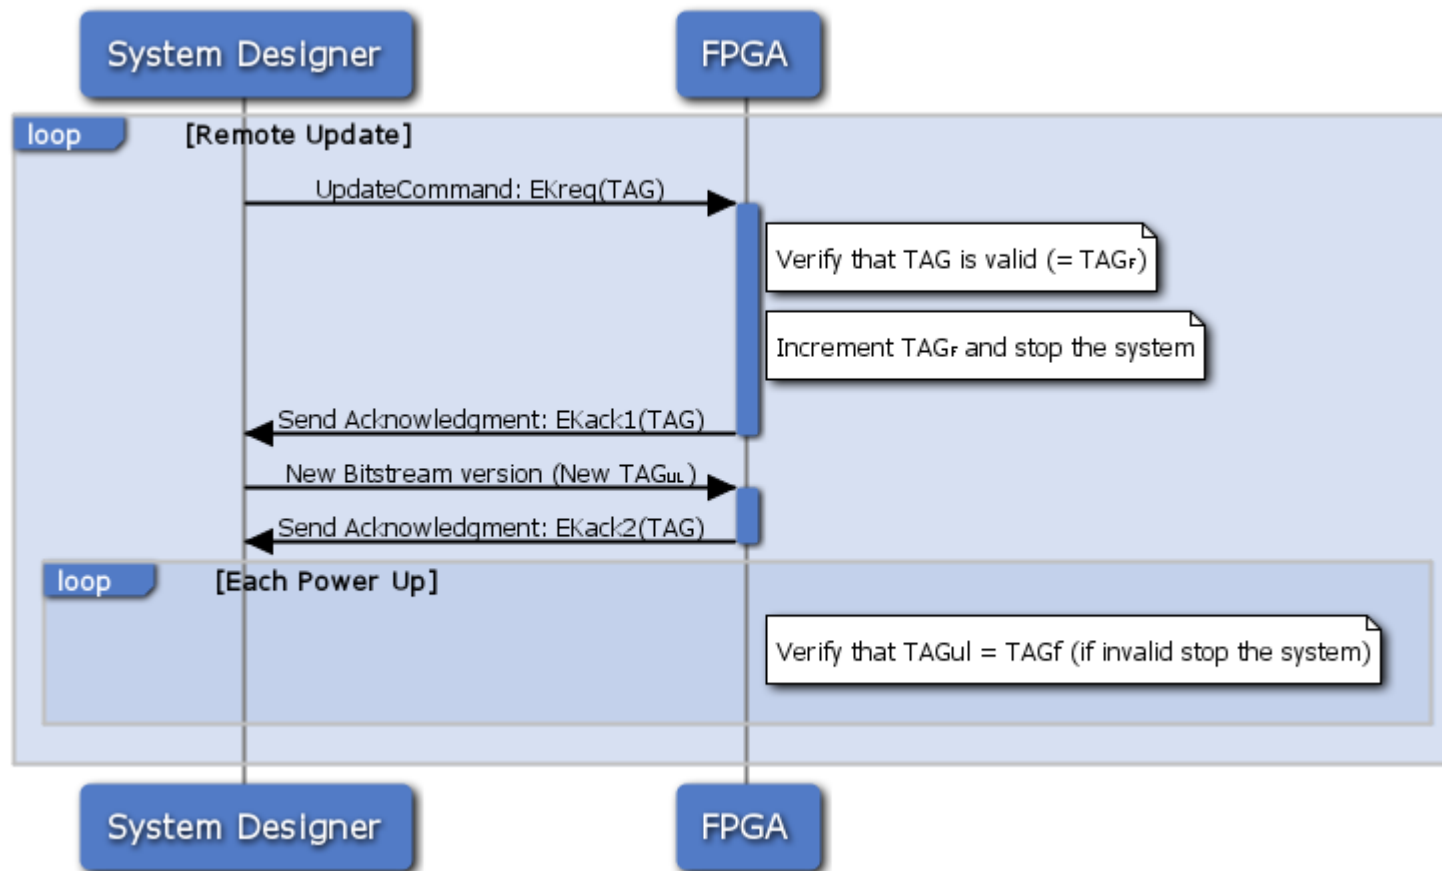 System Designer
FPGA
loop
[Remote Update]
UpdateCommand: EKreq(TAG)
Verify that TAG is valid (= TAGF)
Increment TAGF and stop the system
Send Acknowledgment: EKack1(TAG)
New Bitstream version (New TAGUL)
Send Acknowledgment: EKack2(TAG)
loop
[Each Power Up]
Verify that TAGul = TAGf (if invalid stop the system)
System Designer
FPGA